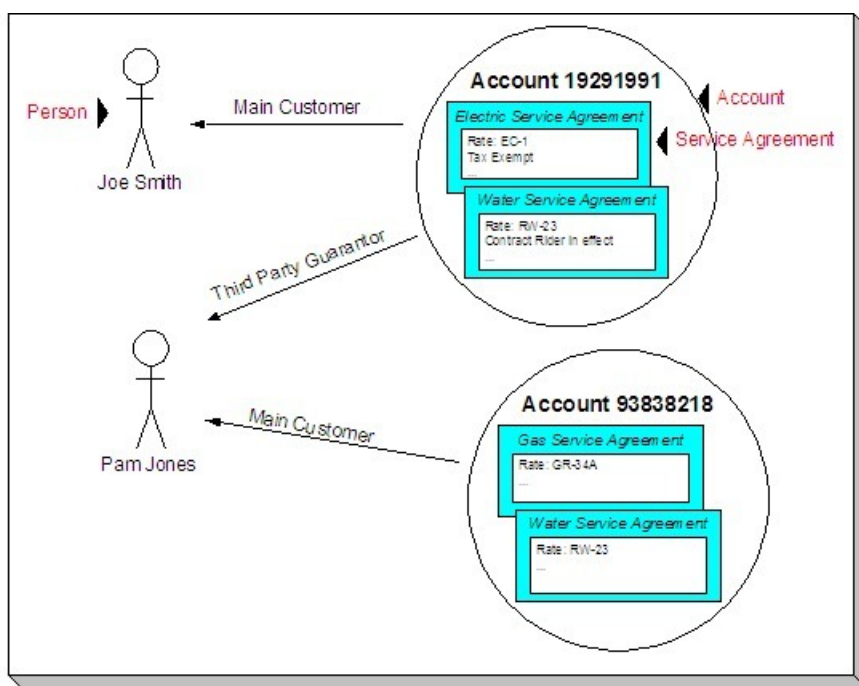 Account 19291991
Account
Person
Main Customer
Electric Service Agreement
Service Agreement
Rate: EC-1
Tax Exempt
...
Joe Smith
Water Service Agreement
Rate: RW-23
Contract Rider in effect
...
Third Party Guarantor
Account 93838218
Main Customer
Gas Service Agreement
Pam Jones
Rate: GR-34A
...
Water Service Agreement
Rate: RW-23
...